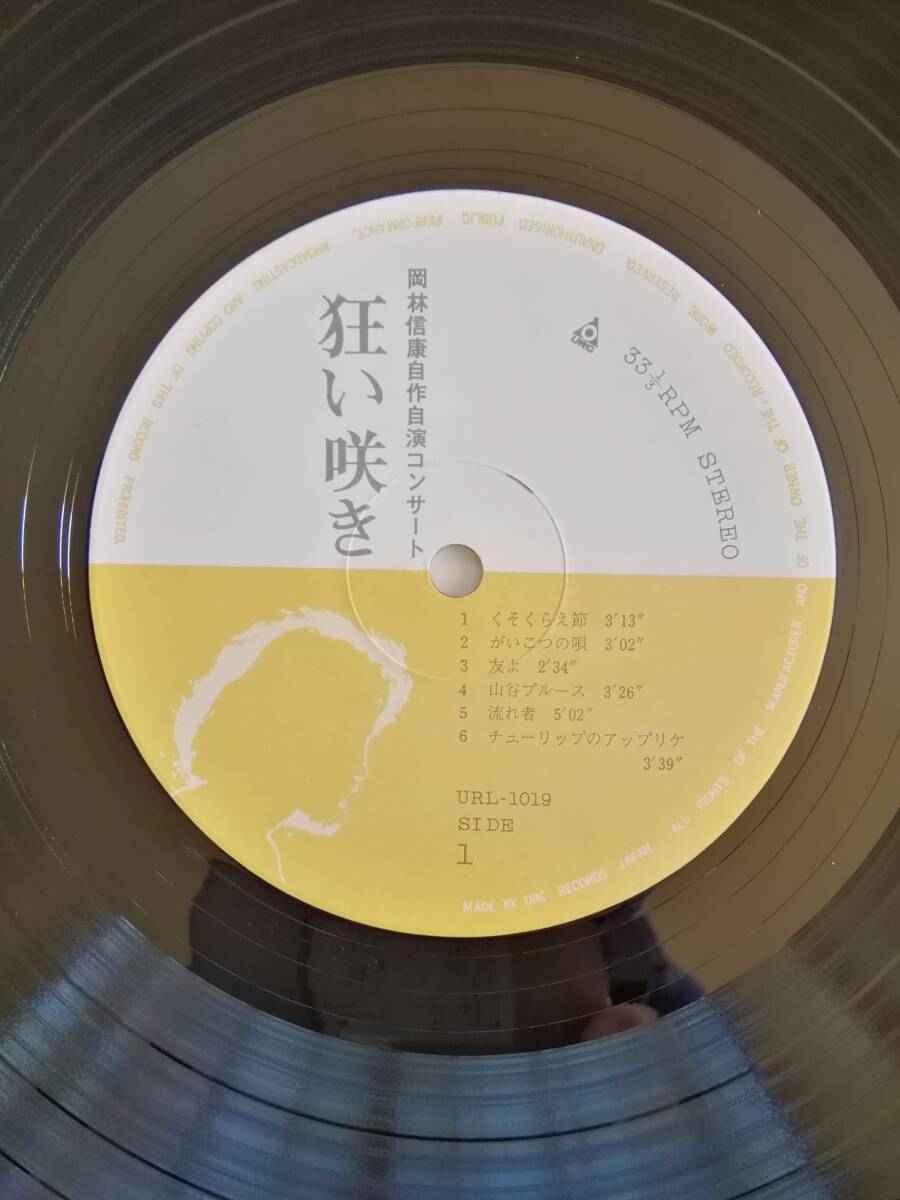 岡林信康自作自演コンサート
狂い咲き
URC
33 1/3 RPM STEREO
1 くそくらえ節 3'13"
2 がいこつの唄 3'02"
3 友よ 2'34"
4 山谷ブルース 3'26"
5 流れ者 5'02"
6 チューリップのアップリケ
3'39"
URL-1019
SIDE
1
MADE BY URC RECORDS JAPAN ALL RIGHTS OF THE MANUFACTURER AND OF THE OWNER OF THE, RECORDED WORK RESERVED. UNAUTHORISED PUBLIC PERFORMANCE. BROADCASTING AND COPYING OF THIS RECORD PROHIBITED.